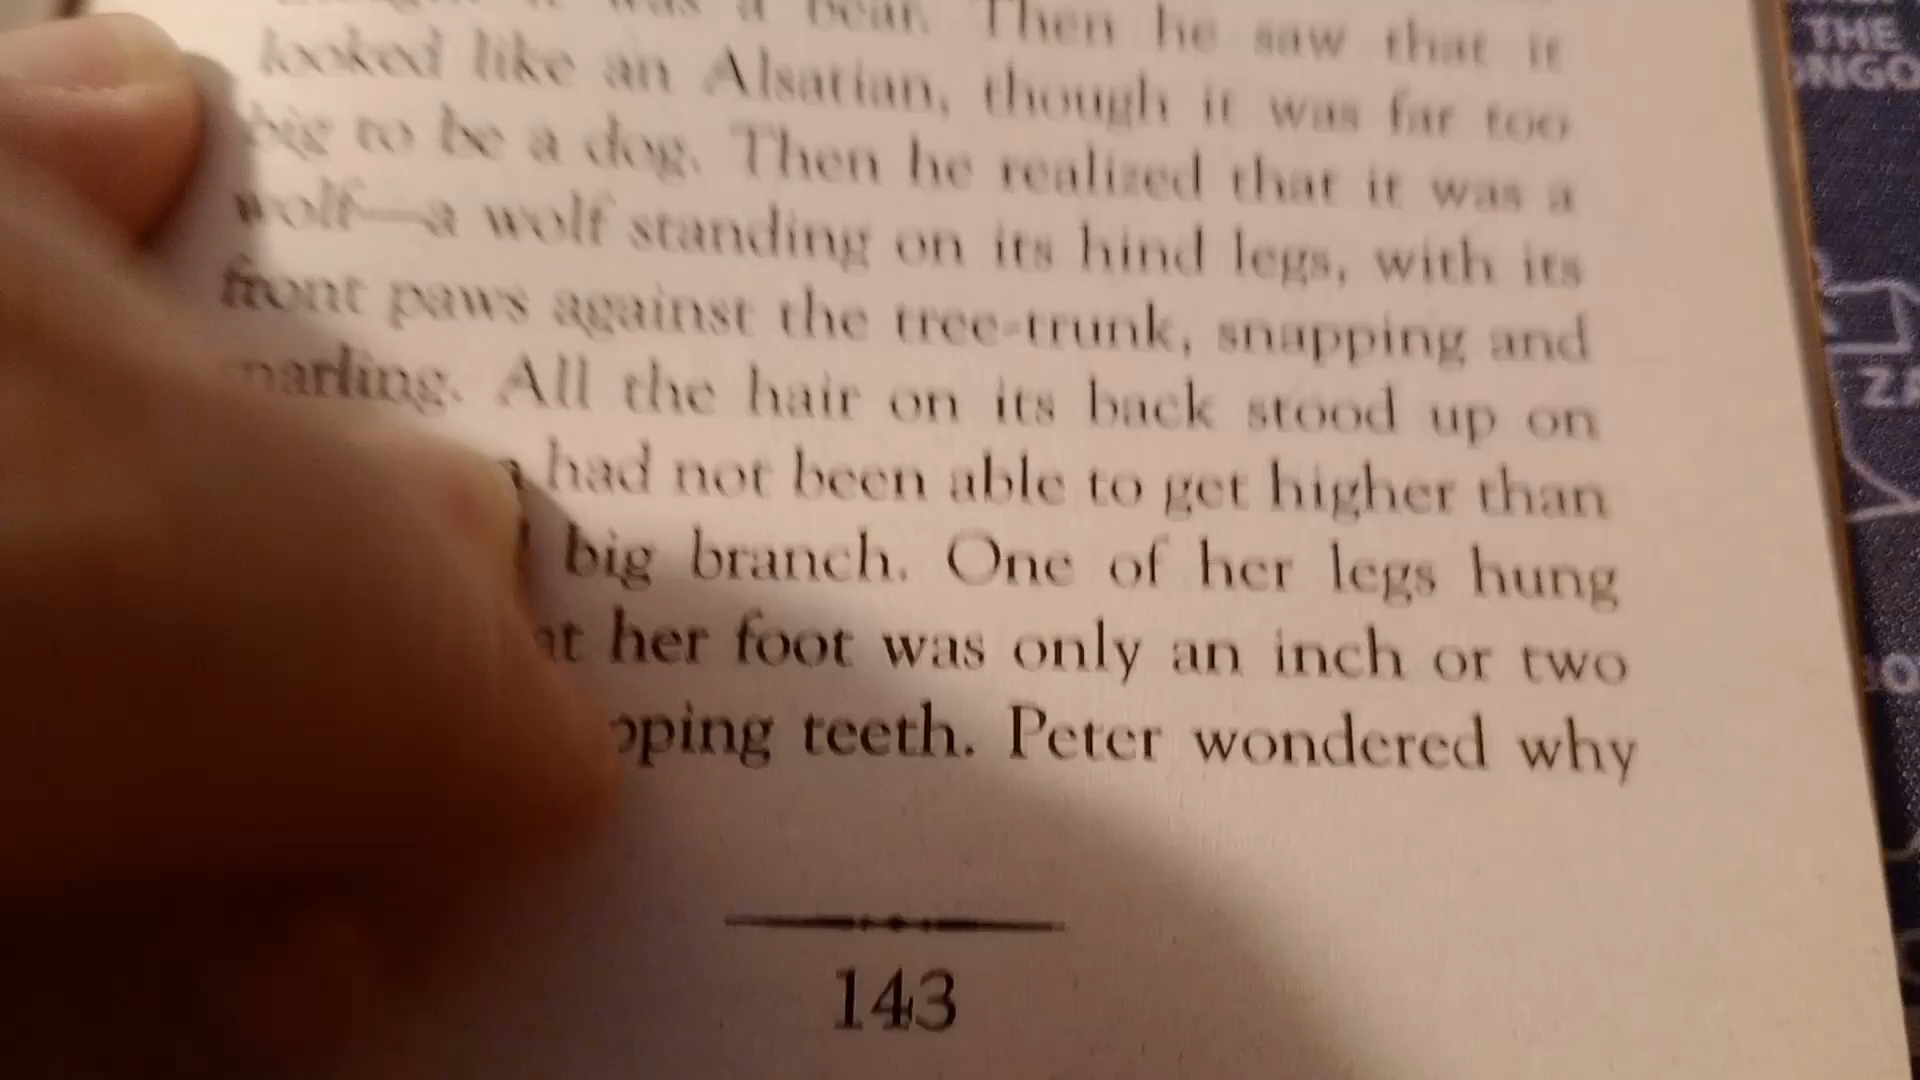 it was a bear. Then he saw that it
looked like an Alsatian, though it was far too
big to be a dog. Then he realized that it was a
wolf—a wolf standing on its hind legs, with its
front paws against the tree-trunk, snapping and
All the hair on its back stood up on
had not been able to get higher than
big branch. One of her legs hung
her foot was only an inch or two
teeth. Peter wondered why
143
THE